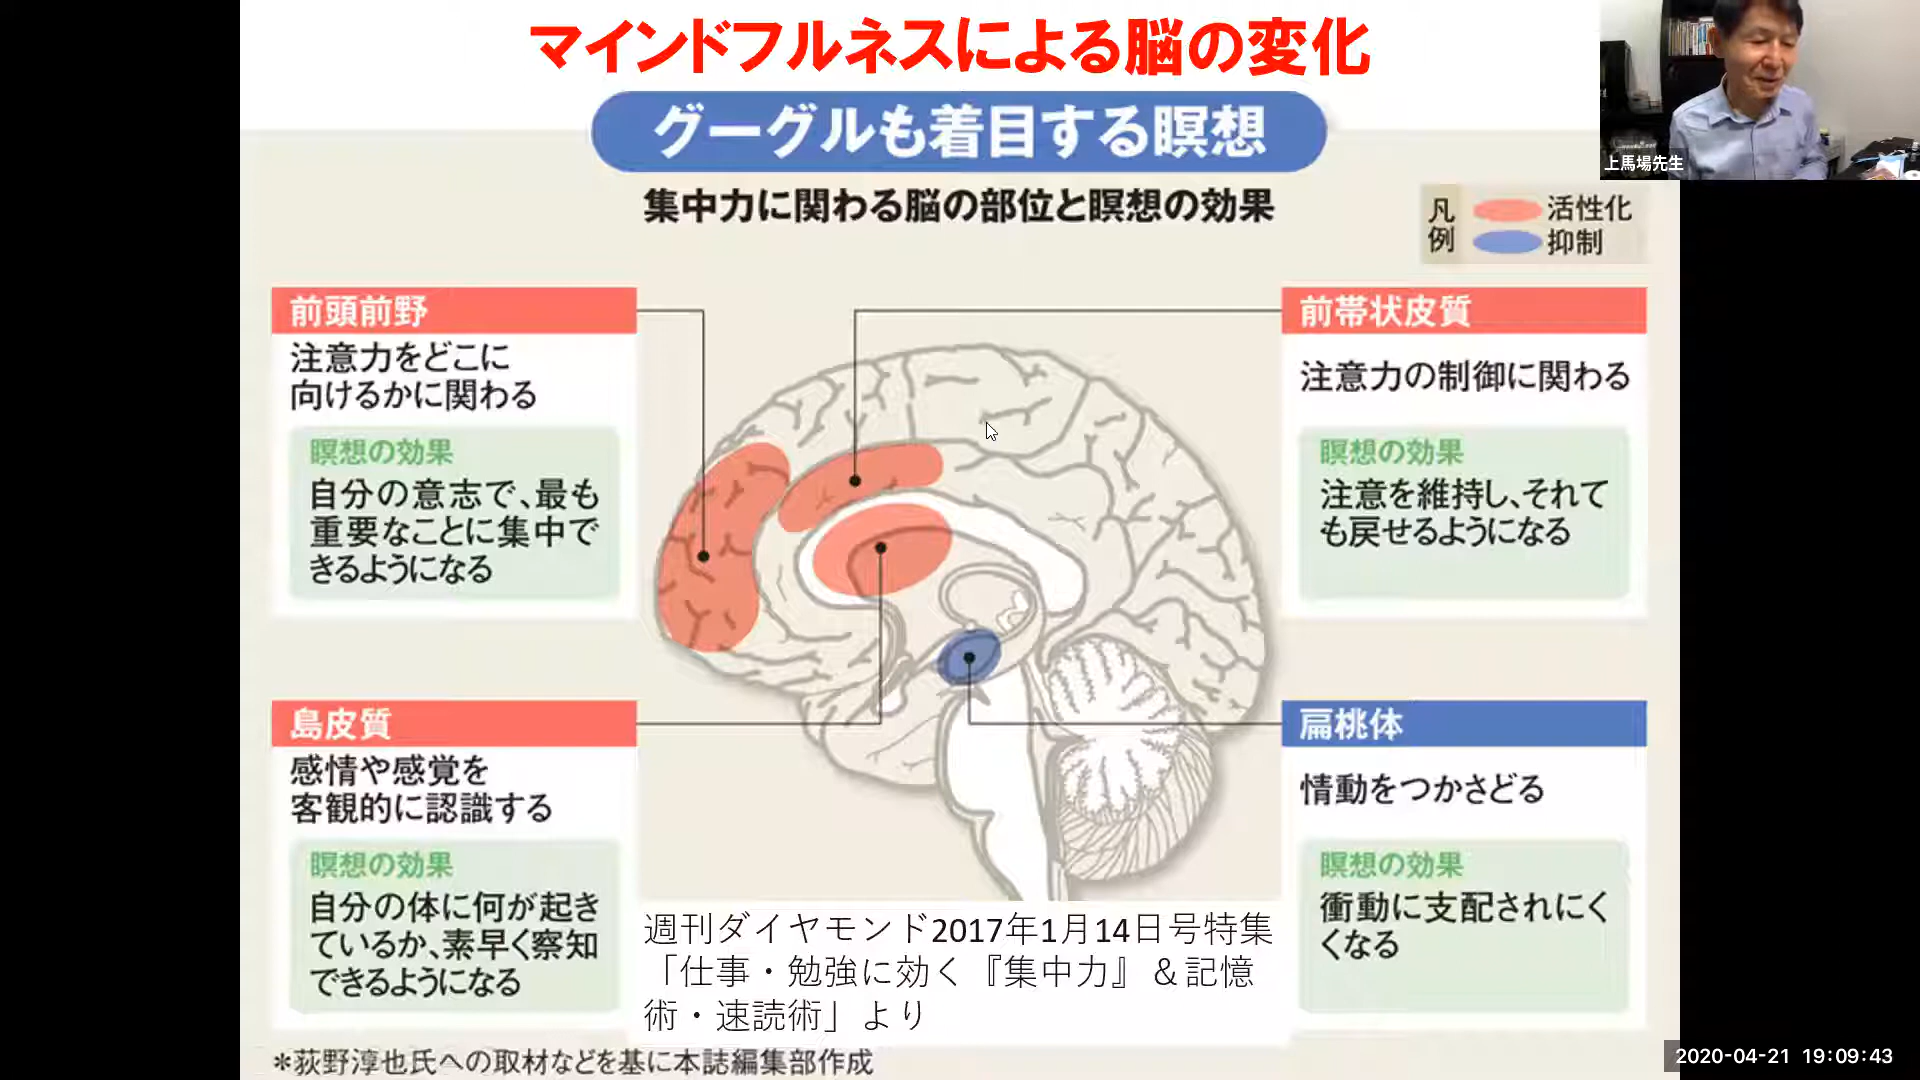 マインドフルネスによる脳の変化
グーグルも着目する瞑想
集中力に関わる脳の部位と瞑想の効果
上馬場先生
凡例
活性化
抑制
前頭前野
注意力をどこに
向けるかに関わる
瞑想の効果
自分の意志で、最も
重要なことに集中で
きるようになる
前帯状皮質
注意力の制御に関わる
瞑想の効果
注意を維持し、それて
も戻せるようになる
島皮質
感情や感覚を
客観的に認識する
瞑想の効果
自分の体に何が起き
ているか、素早く察知
できるようになる
扁桃体
情動をつかさどる
瞑想の効果
衝動に支配されにく
くなる
週刊ダイヤモンド2017年1月14日号特集
「仕事・勉強に効く『集中力』&記憶
術・速読術」より
*荻野淳也氏への取材などを基に本誌編集部作成
2020-04-21 19:09:43